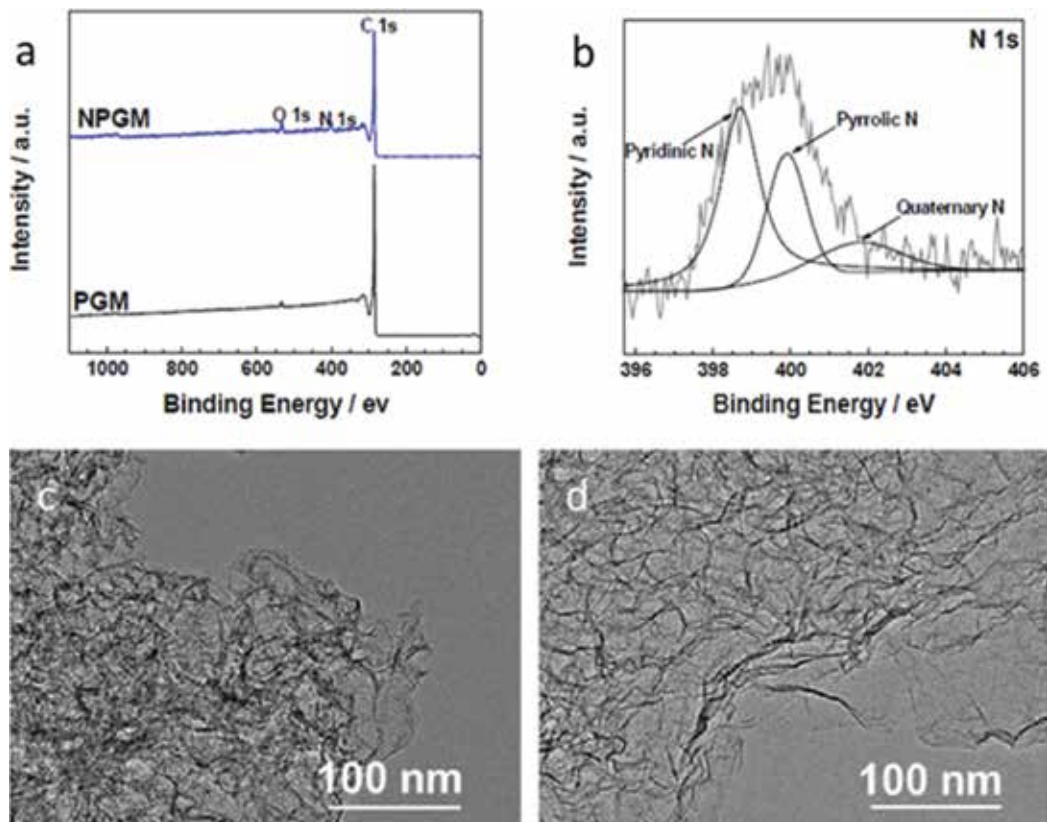 a
C 1s
NPGM
O 1s
N 1s
PGM
Intensity / a.u.
1000 800 600 400 200 0
Binding Energy / ev
b
N 1s
Pyridinic N
Pyrrolic N
Quaternary N
Intensity / a.u.
396 398 400 402 404 406
Binding Energy / eV
c
100 nm
d
100 nm